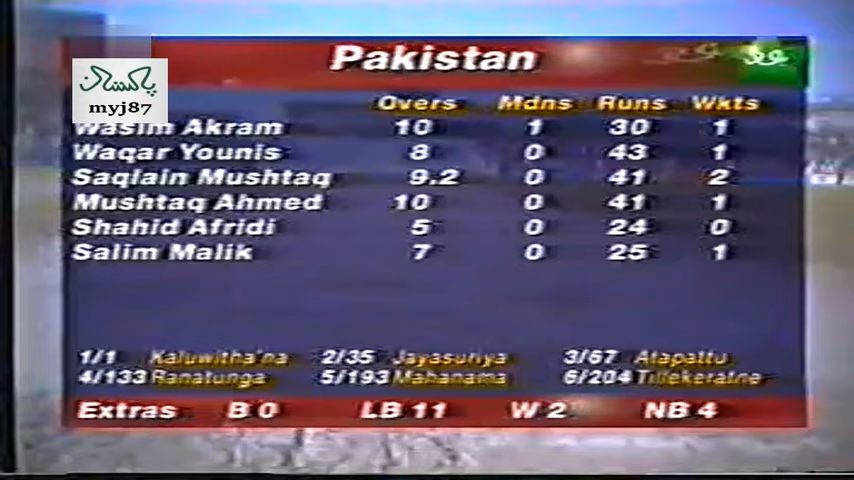 Pakistan
پاکستان
myj87
Overs Mdns Runs Wkts
Wasim Akram 10 1 30 1
Waqar Younis 8 0 43 1
Saqlain Mushtaq 9.2 0 41 2
Mushtaq Ahmed 10 0 41 1
Shahid Afridi 5 0 24 0
Salim Malik 7 0 25 1
1/1 Kaluwitha'na 2/35 Jayasuriya 3/67 Atapattu
4/133 Ranatunga 5/193 Mahanama 6/204 Tillekeratne
Extras B 0 LB 11 W 2 NB 4